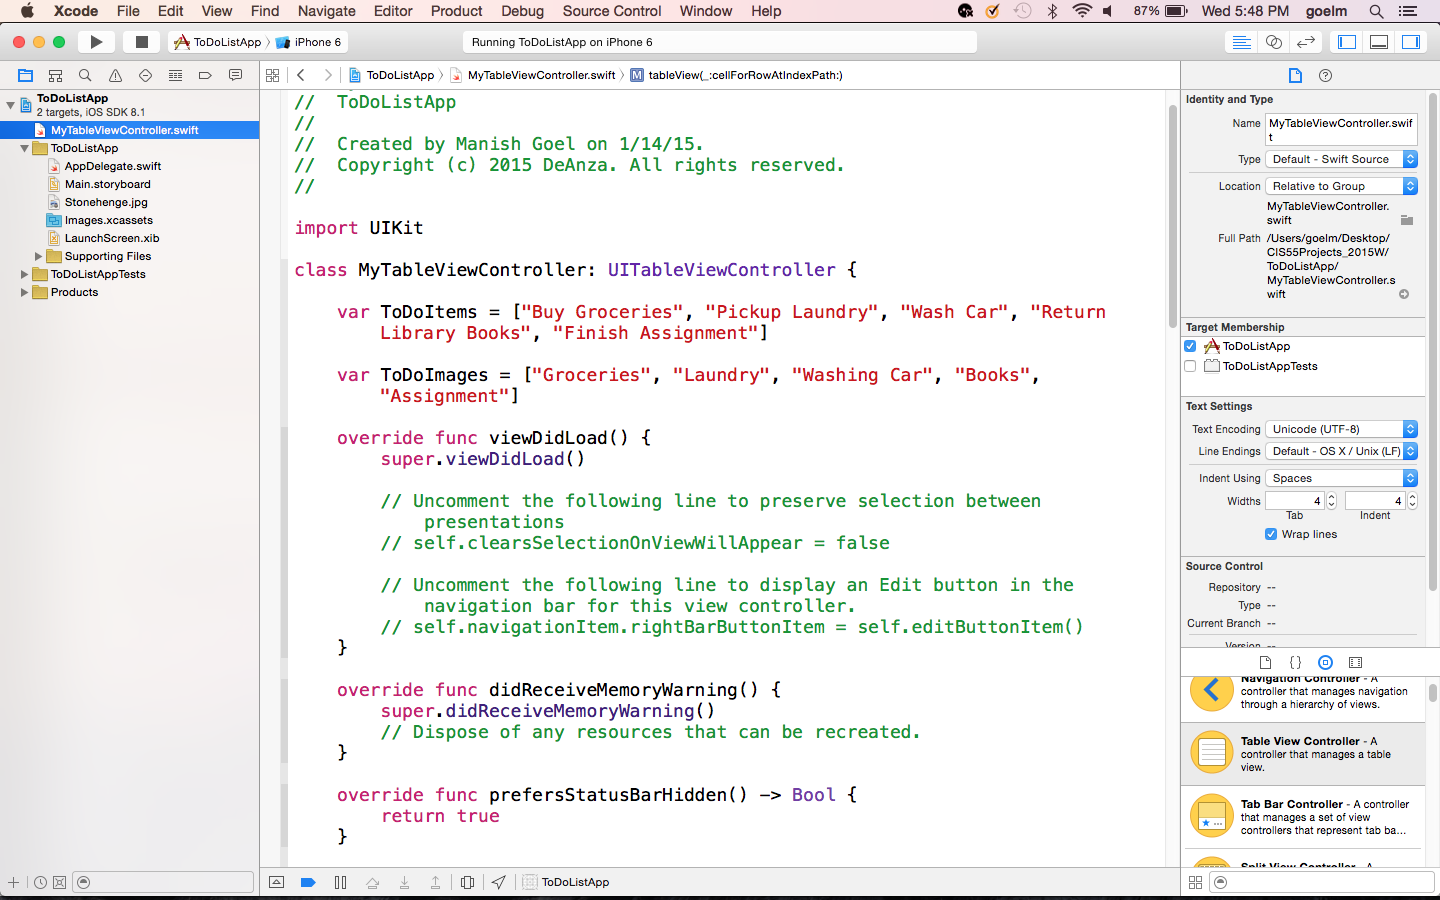 Xcode File Edit View Find Navigate Editor Product Debug Source Control Window Help 87% Wed 5:48 PM goelm
ToDoListApp iPhone 6
Running ToDoListApp on iPhone 6
ToDoListApp MyTableViewController.swift M tableView(_:cellForRowAtIndexPath:)
ToDoListApp
2 targets, iOS SDK 8.1
MyTableViewController.swift
ToDoListApp
AppDelegate.swift
Main.storyboard
Stonehenge.jpg
Images.xcassets
LaunchScreen.xib
Supporting Files
ToDoListAppTests
Products
//  ToDoListApp
//
//  Created by Manish Goel on 1/14/15.
//  Copyright (c) 2015 DeAnza. All rights reserved.
//
import UIKit
class MyTableViewController: UITableViewController {
var ToDoItems = ["Buy Groceries", "Pickup Laundry", "Wash Car", "Return
Library Books", "Finish Assignment"]
var ToDoImages = ["Groceries", "Laundry", "Washing Car", "Books",
"Assignment"]
override func viewDidLoad() {
super.viewDidLoad()
// Uncomment the following line to preserve selection between
presentations
// self.clearsSelectionOnViewWillAppear = false
// Uncomment the following line to display an Edit button in the
navigation bar for this view controller.
// self.navigationItem.rightBarButtonItem = self.editButtonItem()
}
override func didReceiveMemoryWarning() {
super.didReceiveMemoryWarning()
// Dispose of any resources that can be recreated.
}
override func prefersStatusBarHidden() -> Bool {
return true
}
ToDoListApp
Identity and Type
Name MyTableViewController.swif
t
Type Default - Swift Source
Location Relative to Group
MyTableViewController.
swift
Full Path /Users/goelm/Desktop/
CIS55Projects_2015W/
ToDoListApp/
MyTableViewController.s
wift
Target Membership
ToDoListApp
ToDoListAppTests
Text Settings
Text Encoding Unicode (UTF-8)
Line Endings Default - OS X / Unix (LF)
Indent Using Spaces
Widths 4 4
Tab Indent
Wrap lines
Source Control
Repository --
Type --
Current Branch --
Version --
{}
Navigation Controller - A
controller that manages navigation
through a hierarchy of views.
Table View Controller - A
controller that manages a table
view.
Tab Bar Controller - A controller
that manages a set of view
controllers that represent tab ba...
Split View Controller - A